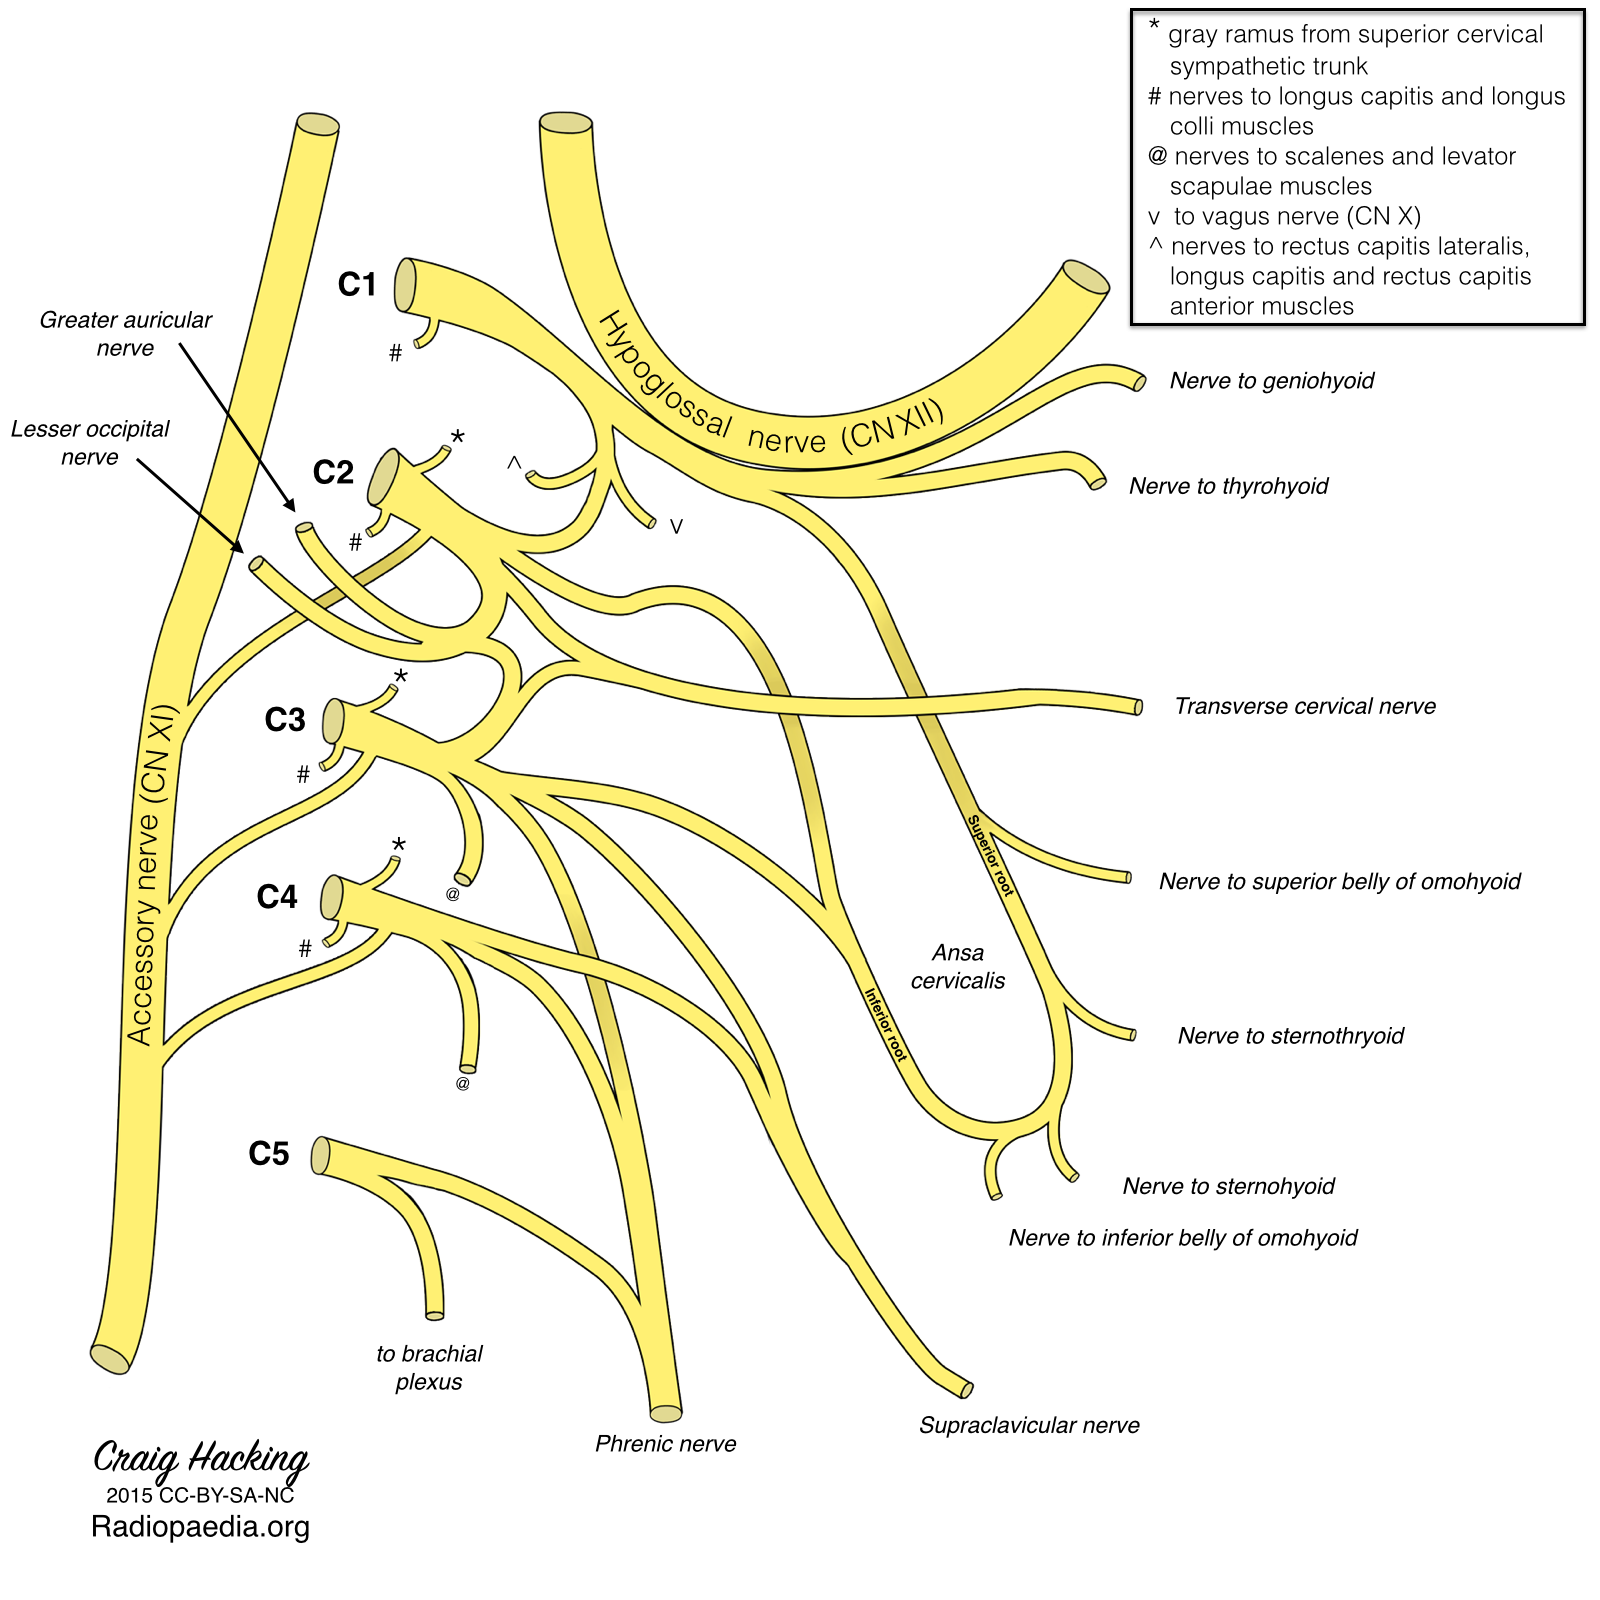 * gray ramus from superior cervical
sympathetic trunk
# nerves to longus capitis and longus
colli muscles
@ nerves to scalenes and levator
scapulae muscles
v to vagus nerve (CN X)
^ nerves to rectus capitis lateralis,
longus capitis and rectus capitis
anterior muscles
C1
#
Greater auricular
nerve
Hypoglossal nerve (CN XII)
Nerve to geniohyoid
Lesser occipital
nerve
C2
*
^
v
#
Nerve to thyrohyoid
C3
*
#
@
Transverse cervical nerve
Accessory nerve (CN XI)
Superior root
Nerve to superior belly of omohyoid
C4
*
#
@
Ansa
cervicalis
Inferior root
Nerve to sternothryoid
C5
Nerve to sternohyoid
Nerve to inferior belly of omohyoid
to brachial
plexus
Phrenic nerve
Supraclavicular nerve
Craig Hacking
2015 CC-BY-SA-NC
Radiopaedia.org